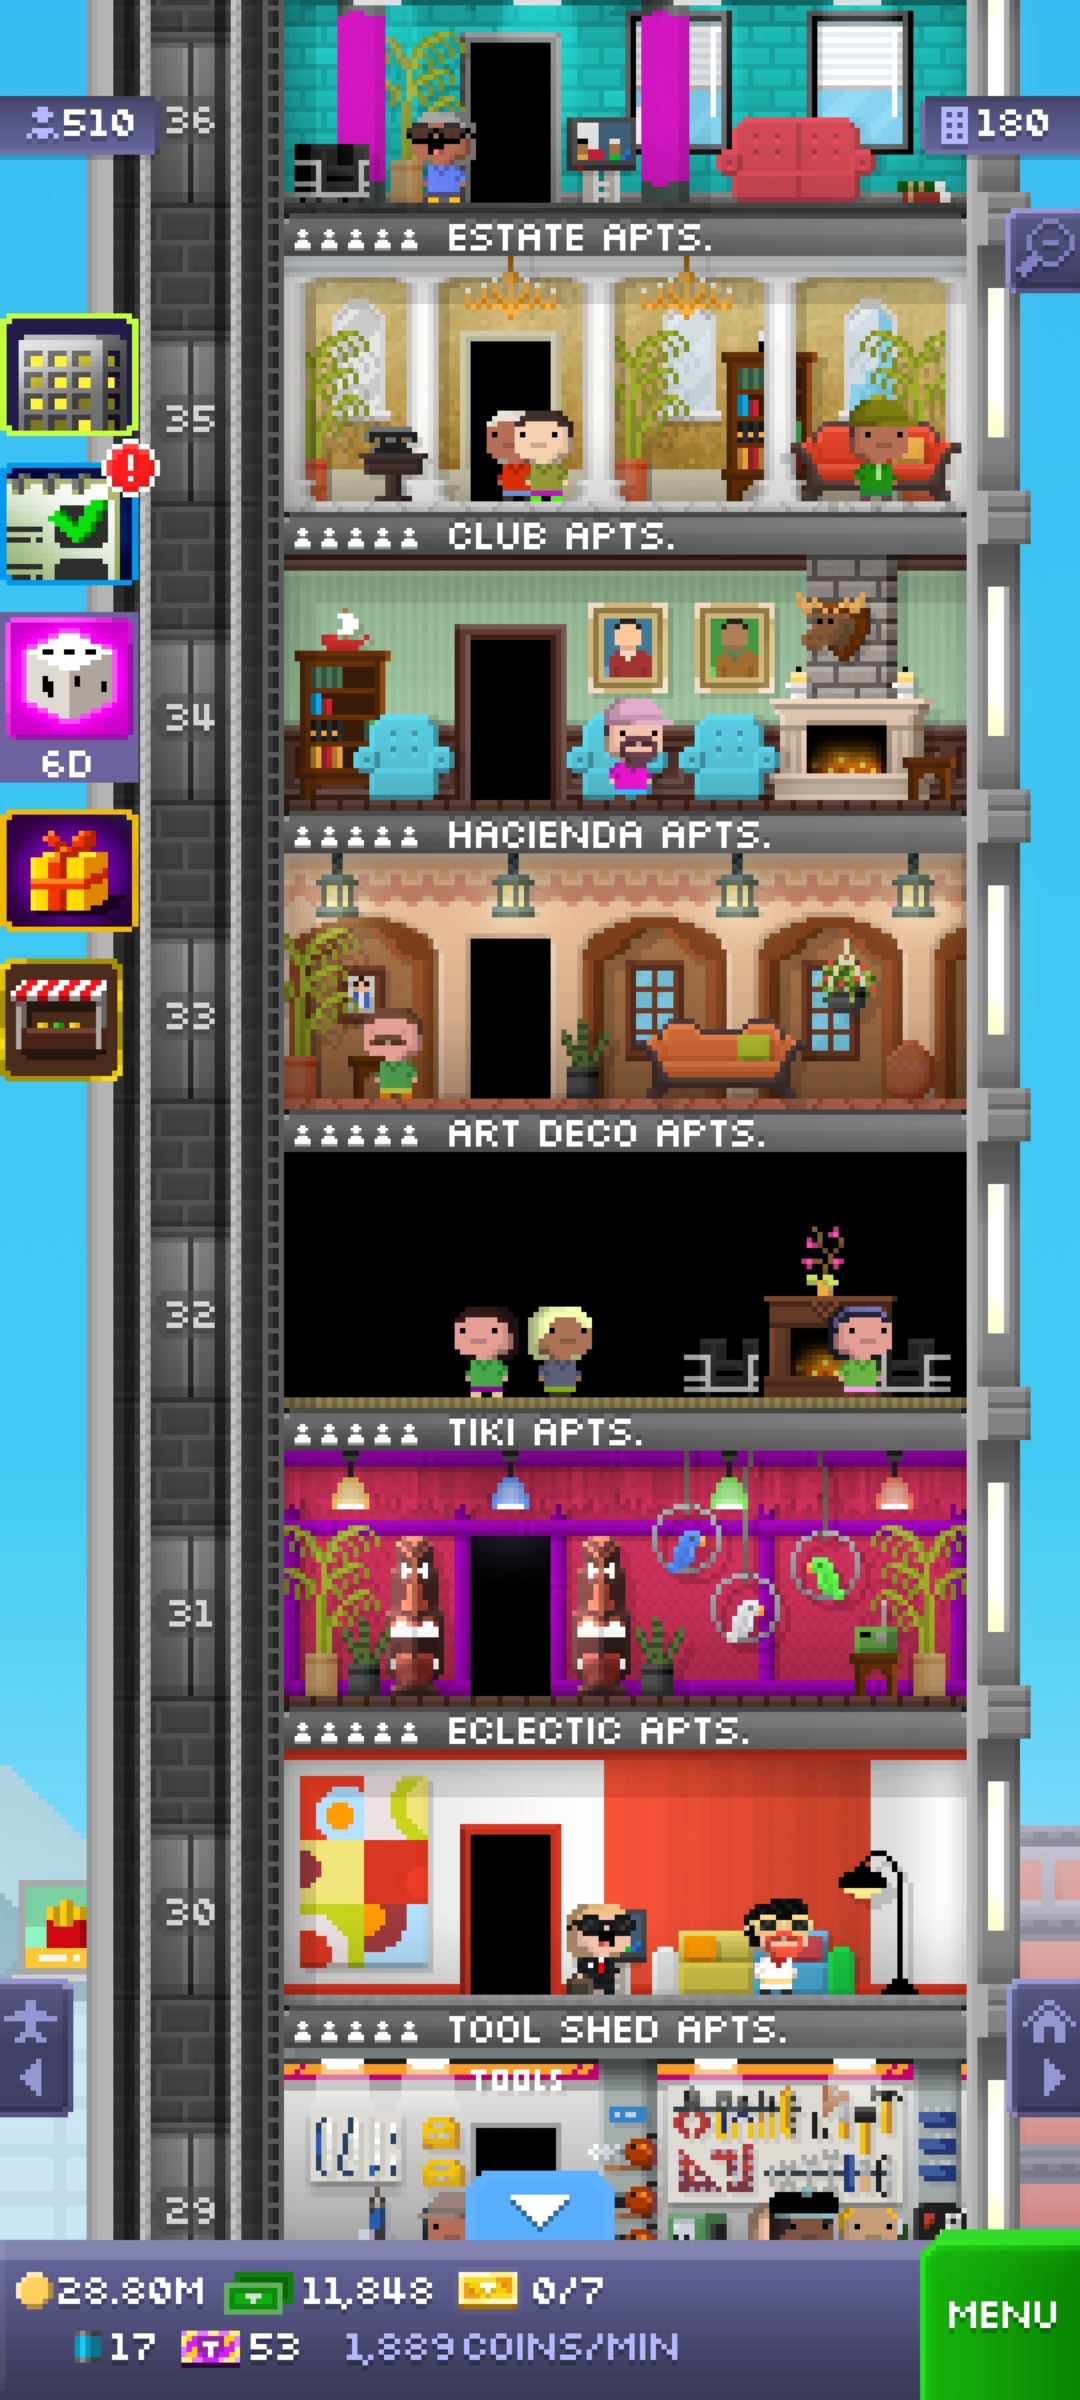 510
36
180
ESTATE APTS.
35
CLUB APTS.
34
6D
HACIENDA APTS.
33
ART DECO APTS.
32
TIKI APTS.
31
ECLECTIC APTS.
30
TOOL SHED APTS.
TOOLS
29
28.80M 11,848 0/7
MENU
17 T 53 1,889 COINS/MIN